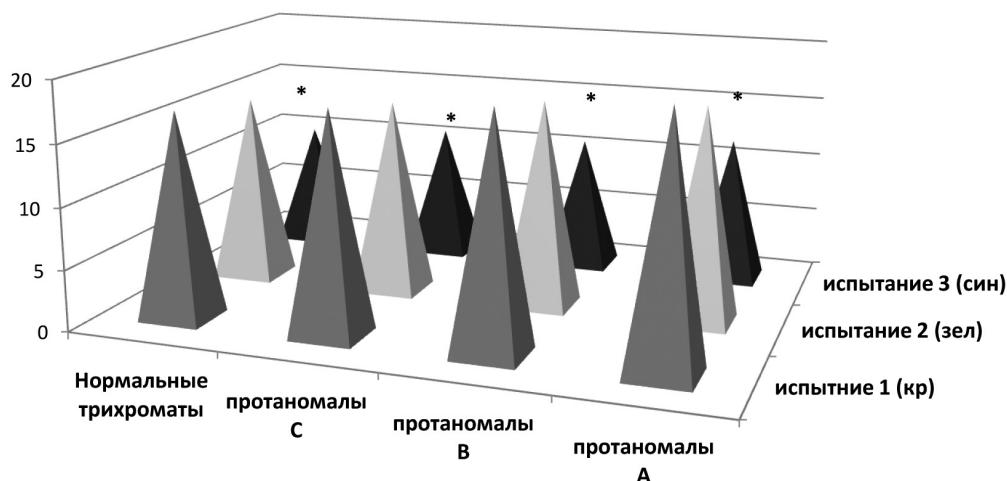 20
15
10
5
0
*
*
*
*
Нормальные
трихроматы
протаномалы
С
протаномалы
В
протаномалы
А
испытание 3 (син)
испытание 2 (зел)
испытние 1 (кр)